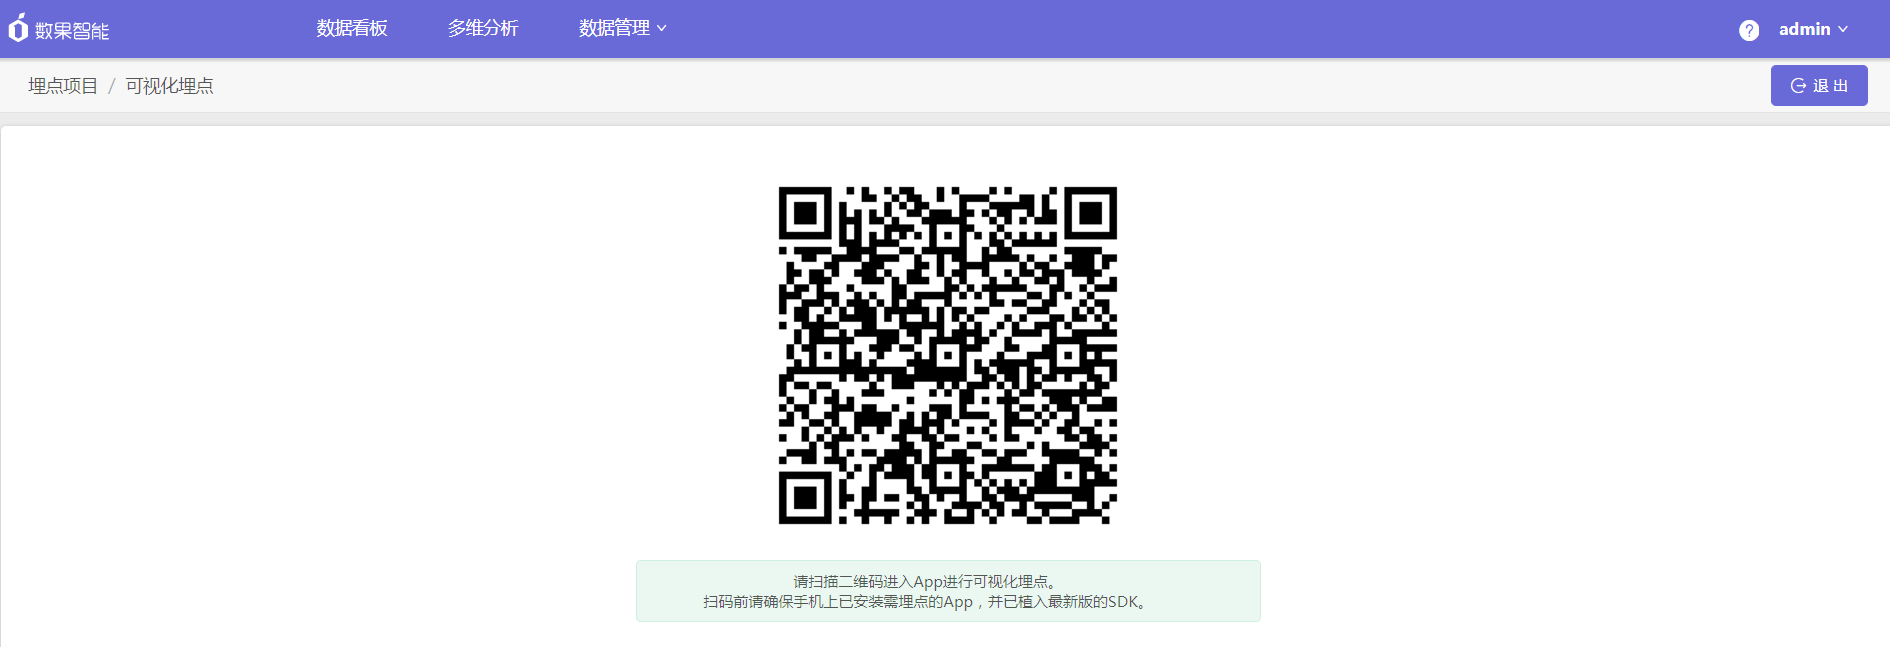 数果智能
数据看板 多维分析 数据管理
? admin
埋点项目 / 可视化埋点
退 出
请扫描二维码进入App进行可视化埋点。
扫码前请确保手机上已安装需埋点的App，并已植入最新版的SDK。